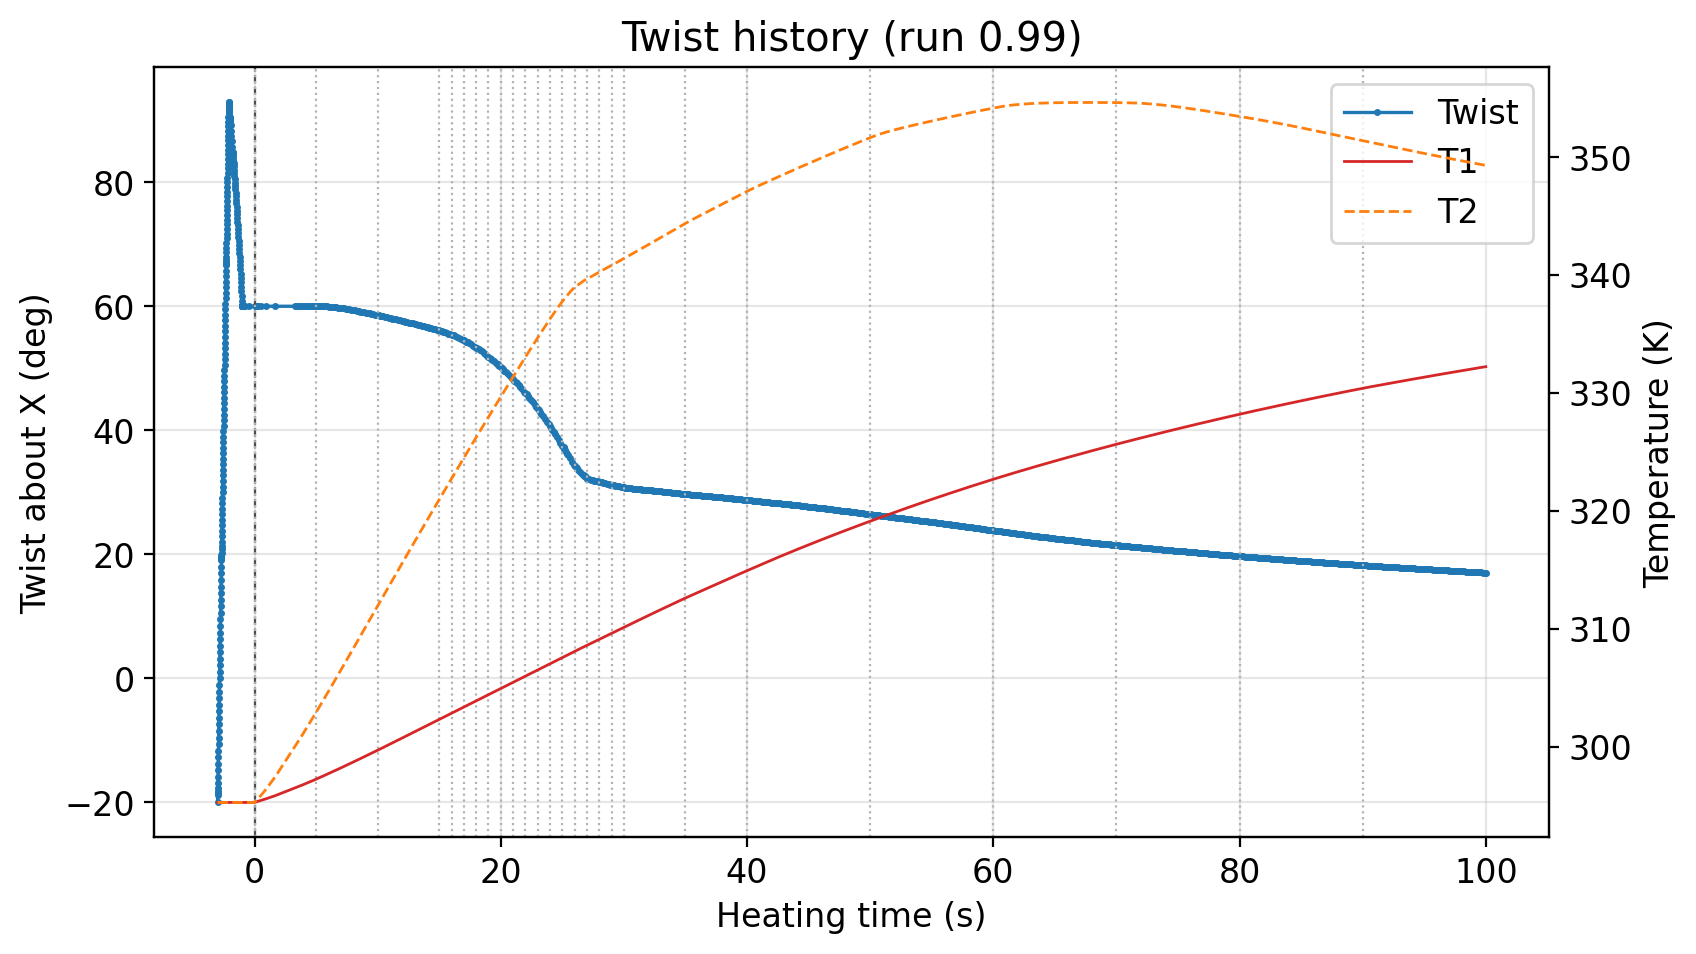 Twist history (run 0.99)
Twist
T1
T2
80
60
40
20
0
−20
Twist about X (deg)
350
340
330
320
310
300
Temperature (K)
0
20
40
60
80
100
Heating time (s)